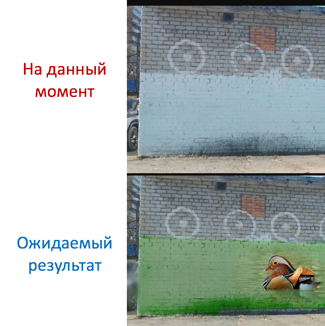 На данный
момент
Ожидаемый
результат